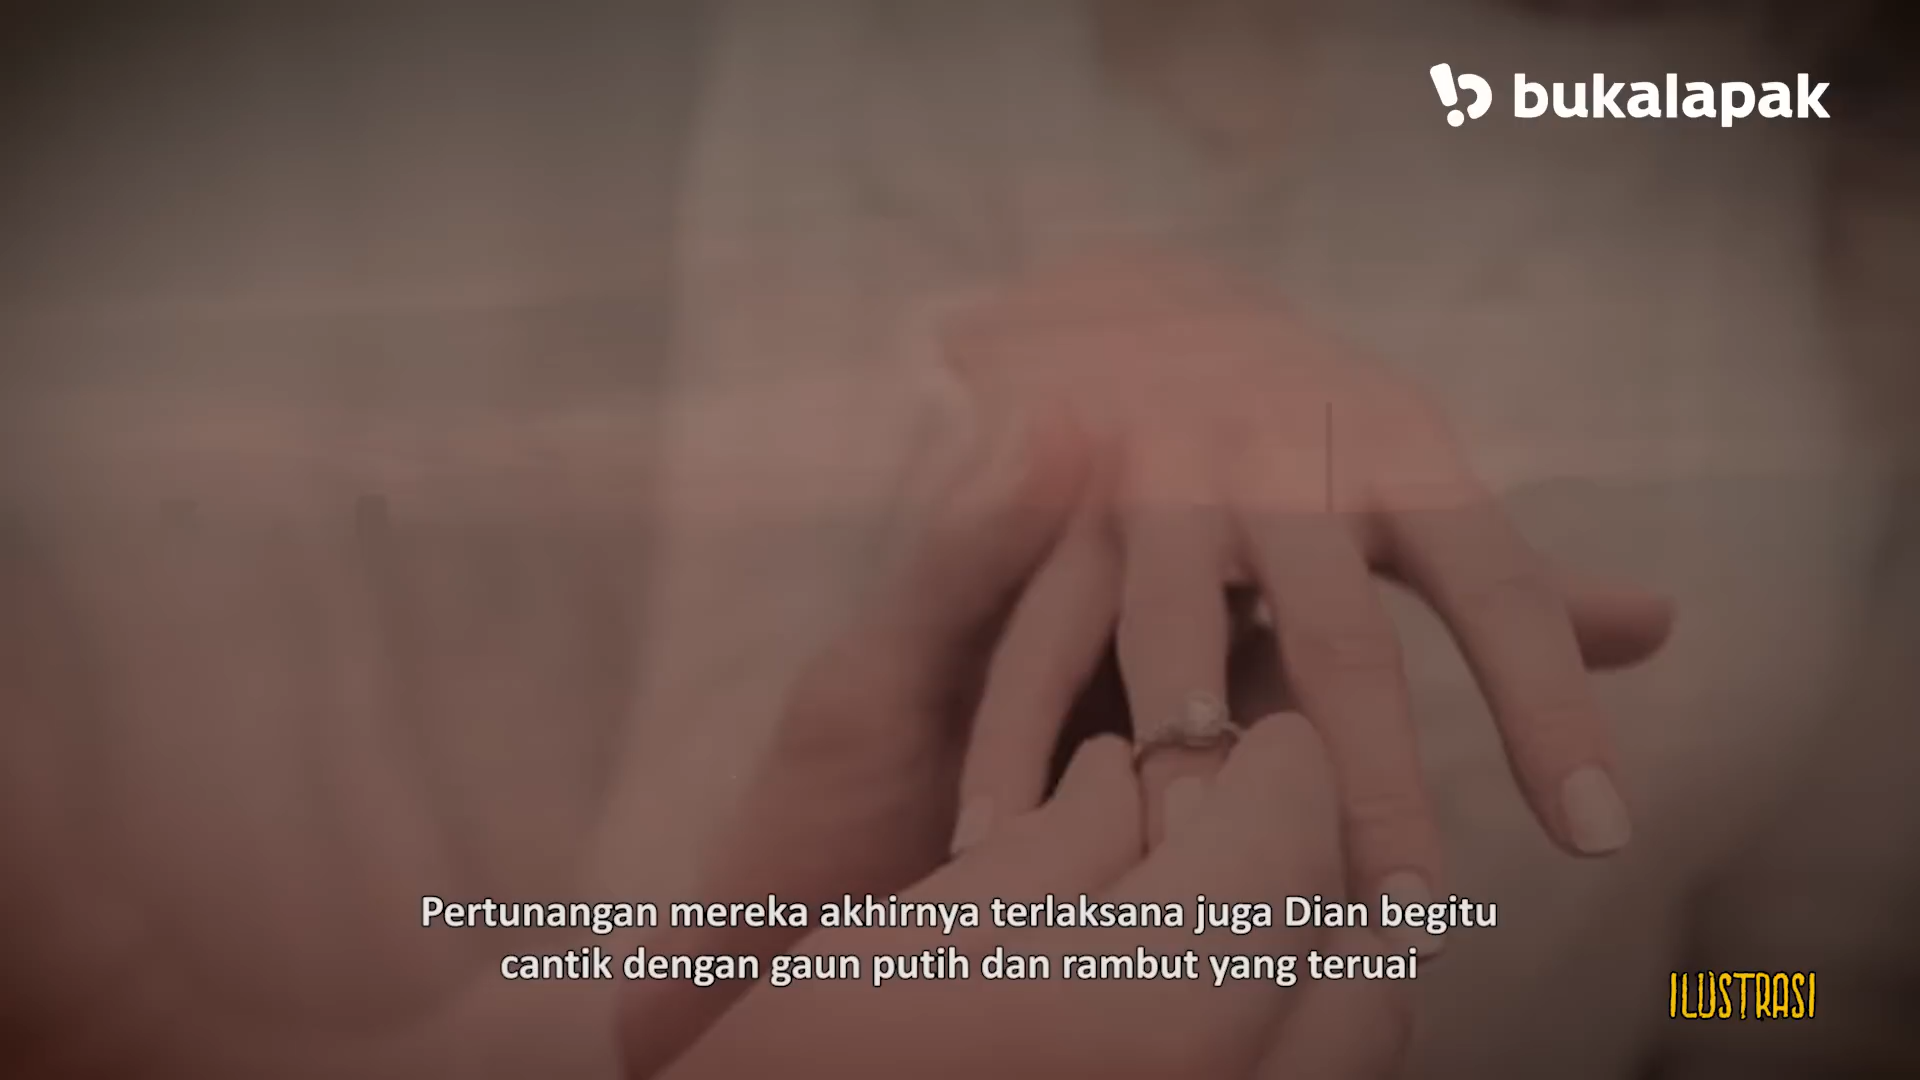 bukalapak
Pertunangan mereka akhirnya terlaksana juga Dian begitu
cantik dengan gaun putih dan rambut yang teruai
ILUSTRASI